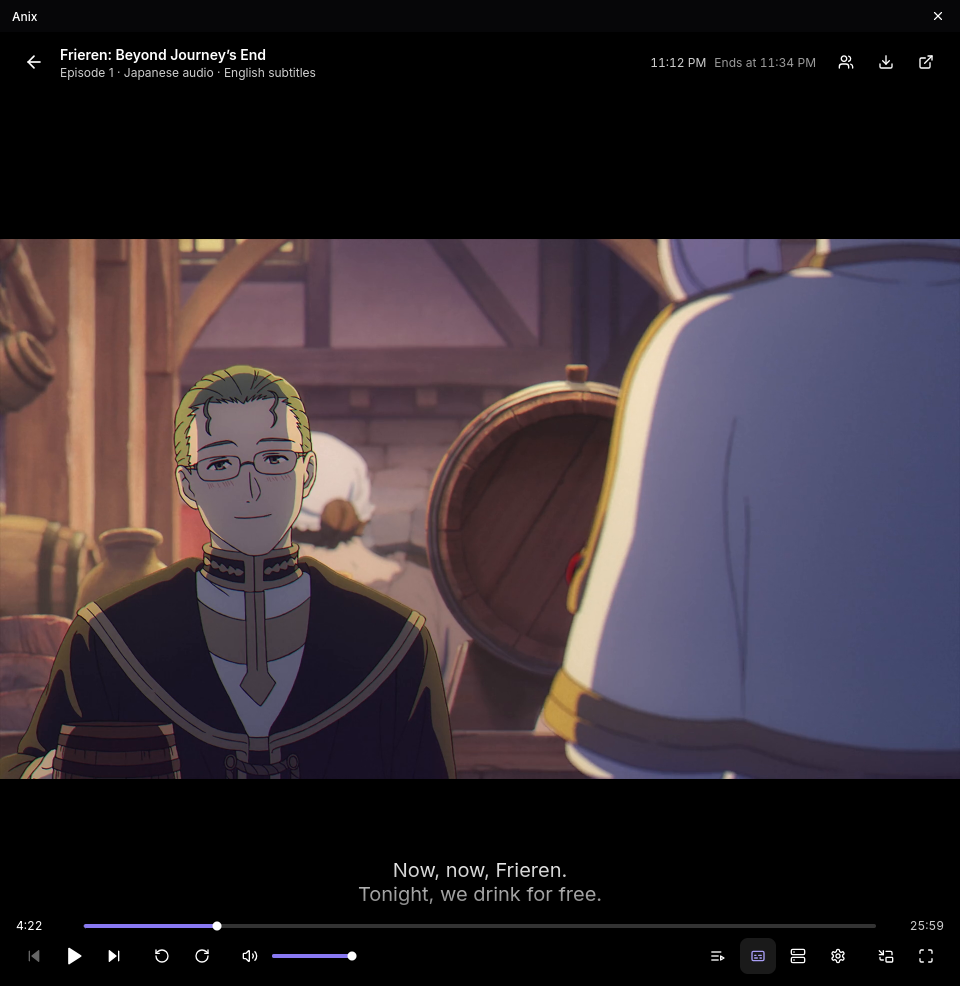 Anix
Frieren: Beyond Journey’s End
Episode 1 · Japanese audio · English subtitles
11:12 PM Ends at 11:34 PM
Now, now, Frieren.
Tonight, we drink for free.
4:22
25:59